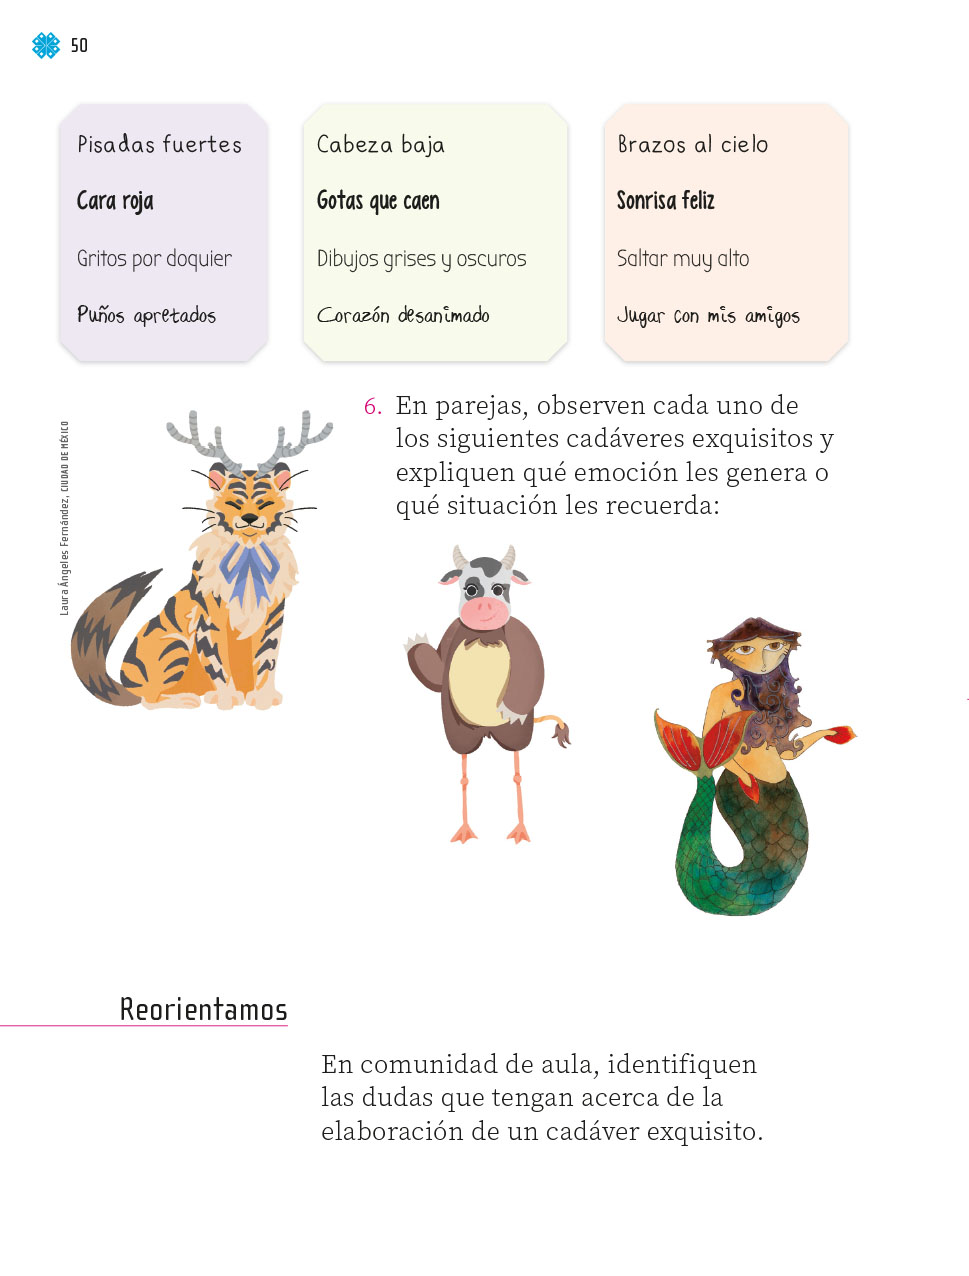 50
Pisadas fuertes
Cara roja
Gritos por doquier
Puños apretados
Cabeza baja
Gotas que caen
Dibujos grises y oscuros
Corazón desanimado
Brazos al cielo
Sonrisa feliz
Saltar muy alto
Jugar con mis amigos
Laura Ángeles Fernández, CIUDAD DE MÉXICO
6. En parejas, observen cada uno de
los siguientes cadáveres exquisitos y
expliquen qué emoción les genera o
qué situación les recuerda:
Reorientamos
En comunidad de aula, identifiquen
las dudas que tengan acerca de la
elaboración de un cadáver exquisito.